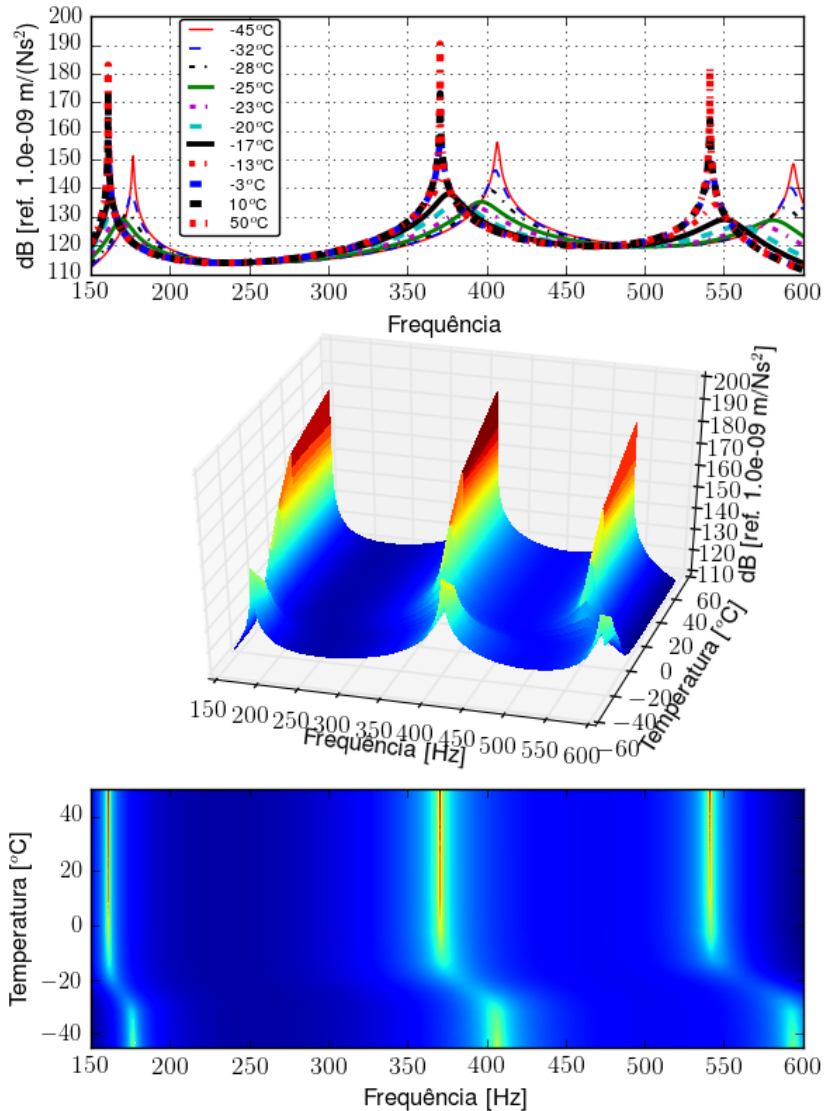 200
190
180
170
160
150
140
130
120
110
dB [ref. 1.0e-09 m/(Ns²)
-45°C
-32°C
-28°C
-25°C
-23°C
-20°C
-17°C
-13°C
-3°C
10°C
50°C
150 200 250 300 350 400 450 500 550 600
Frequência
200
190
180
170
160
150
140
130
120
110
dB [ref. 1.0e-09 m/Ns²]
60
40
20
0
−20
−40
−60
Temperatura [°C]
150 200 250 300 350 400 450 500 550 600
Frequência [Hz]
40
20
0
−20
−40
Temperatura [°C]
150 200 250 300 350 400 450 500 550 600
Frequência [Hz]